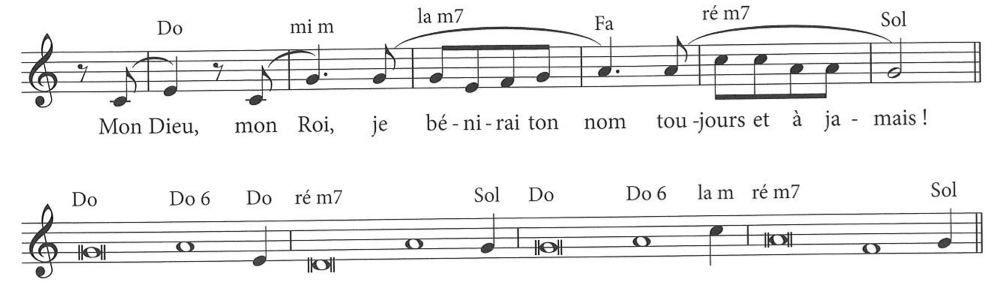 Do mi m la m7 Fa ré m7 Sol
Mon Dieu, mon Roi, je bé - ni - rai ton nom tou - jours et à ja - mais !
Do Do 6 Do ré m7 Sol Do Do 6 la m ré m7 Sol